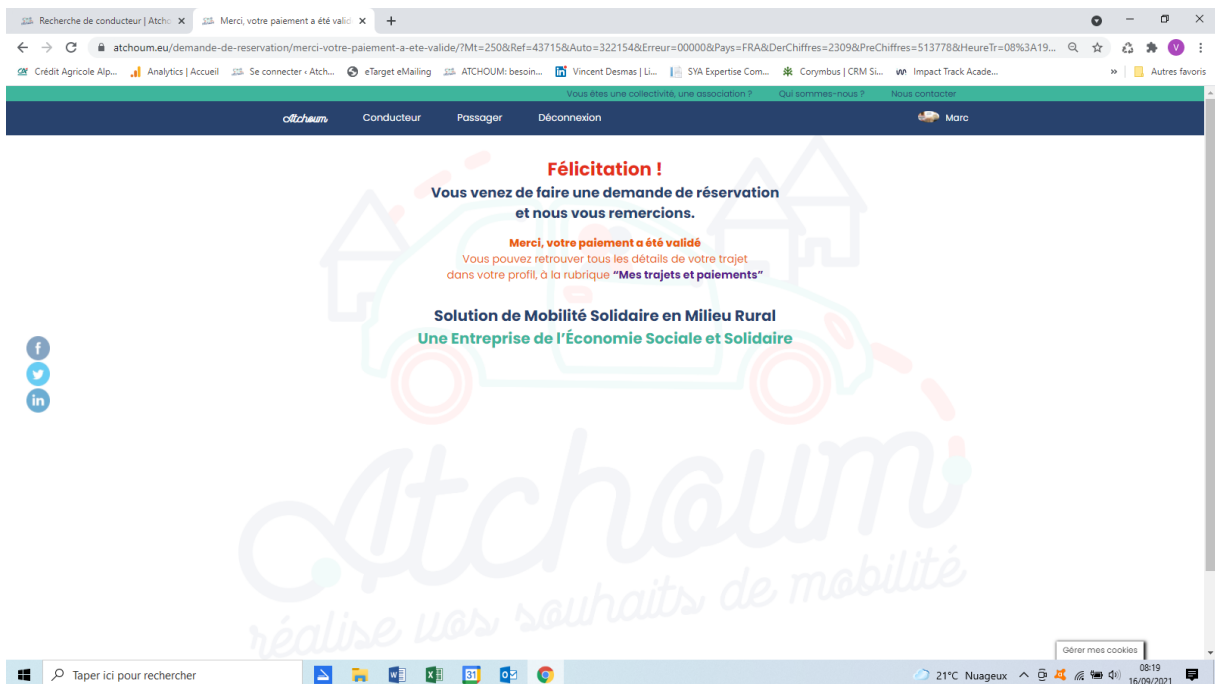 Recherche de conducteur | Atcho
Merci, votre paiement a été valid
atchoum.eu/demande-de-reservation/merci-votre-paiement-a-ete-valide/?Mt=250&Ref=43715&Auto=322154&Erreur=00000&Pays=FRA&DerChiffres=2309&PreChiffres=513778&HeureTr=08%3A19...
V
Crédit Agricole Alp...
Analytics | Accueil
Se connecter ‹ Atch...
eTarget eMailing
ATCHOUM: besoin...
Vincent Desmas | Li...
SYA Expertise Com...
Corymbus | CRM Si...
Impact Track Acade...
»
Autres favoris
Vous êtes une collectivité, une association ?
Qui sommes-nous ?
Nous contacter
Atchoum
Conducteur
Passager
Déconnexion
Marc
Félicitation !
Vous venez de faire une demande de réservation
et nous vous remercions.
Merci, votre paiement a été validé
Vous pouvez retrouver tous les détails de votre trajet
dans votre profil, à la rubrique “Mes trajets et paiements”
Solution de Mobilité Solidaire en Milieu Rural
Une Entreprise de l’Économie Sociale et Solidaire
f
in
Atchoum
réalise vos souhaits de mobilité
Gérer mes cookies
Taper ici pour rechercher
31
21°C Nuageux
08:19
16/09/2021